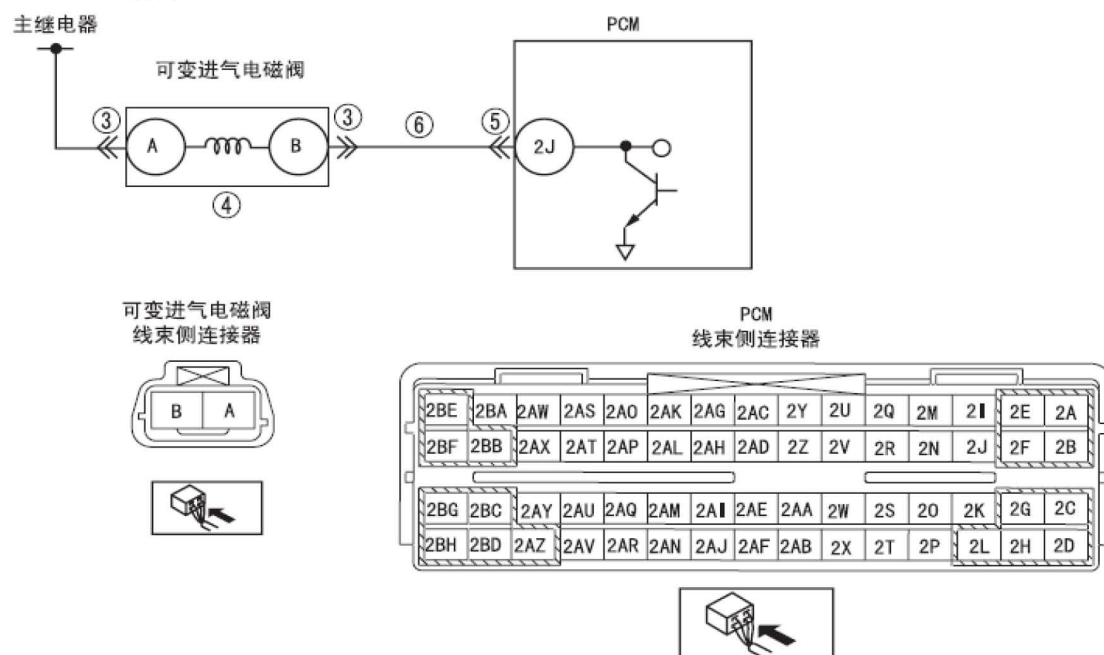 主继电器
PCM
可变进气电磁阀
③ ③ ⑥ ⑤
A B 2J
④
可变进气电磁阀
线束侧连接器
B A
PCM
线束侧连接器
2BE 2BA 2AW 2AS 2AO 2AK 2AG 2AC 2Y 2U 2Q 2M 2I 2E 2A
2BF 2BB 2AX 2AT 2AP 2AL 2AH 2AD 2Z 2V 2R 2N 2J 2F 2B
2BG 2BC 2AY 2AU 2AQ 2AM 2AI 2AE 2AA 2W 2S 2O 2K 2G 2C
2BH 2BD 2AZ 2AV 2AR 2AN 2AJ 2AF 2AB 2X 2T 2P 2L 2H 2D